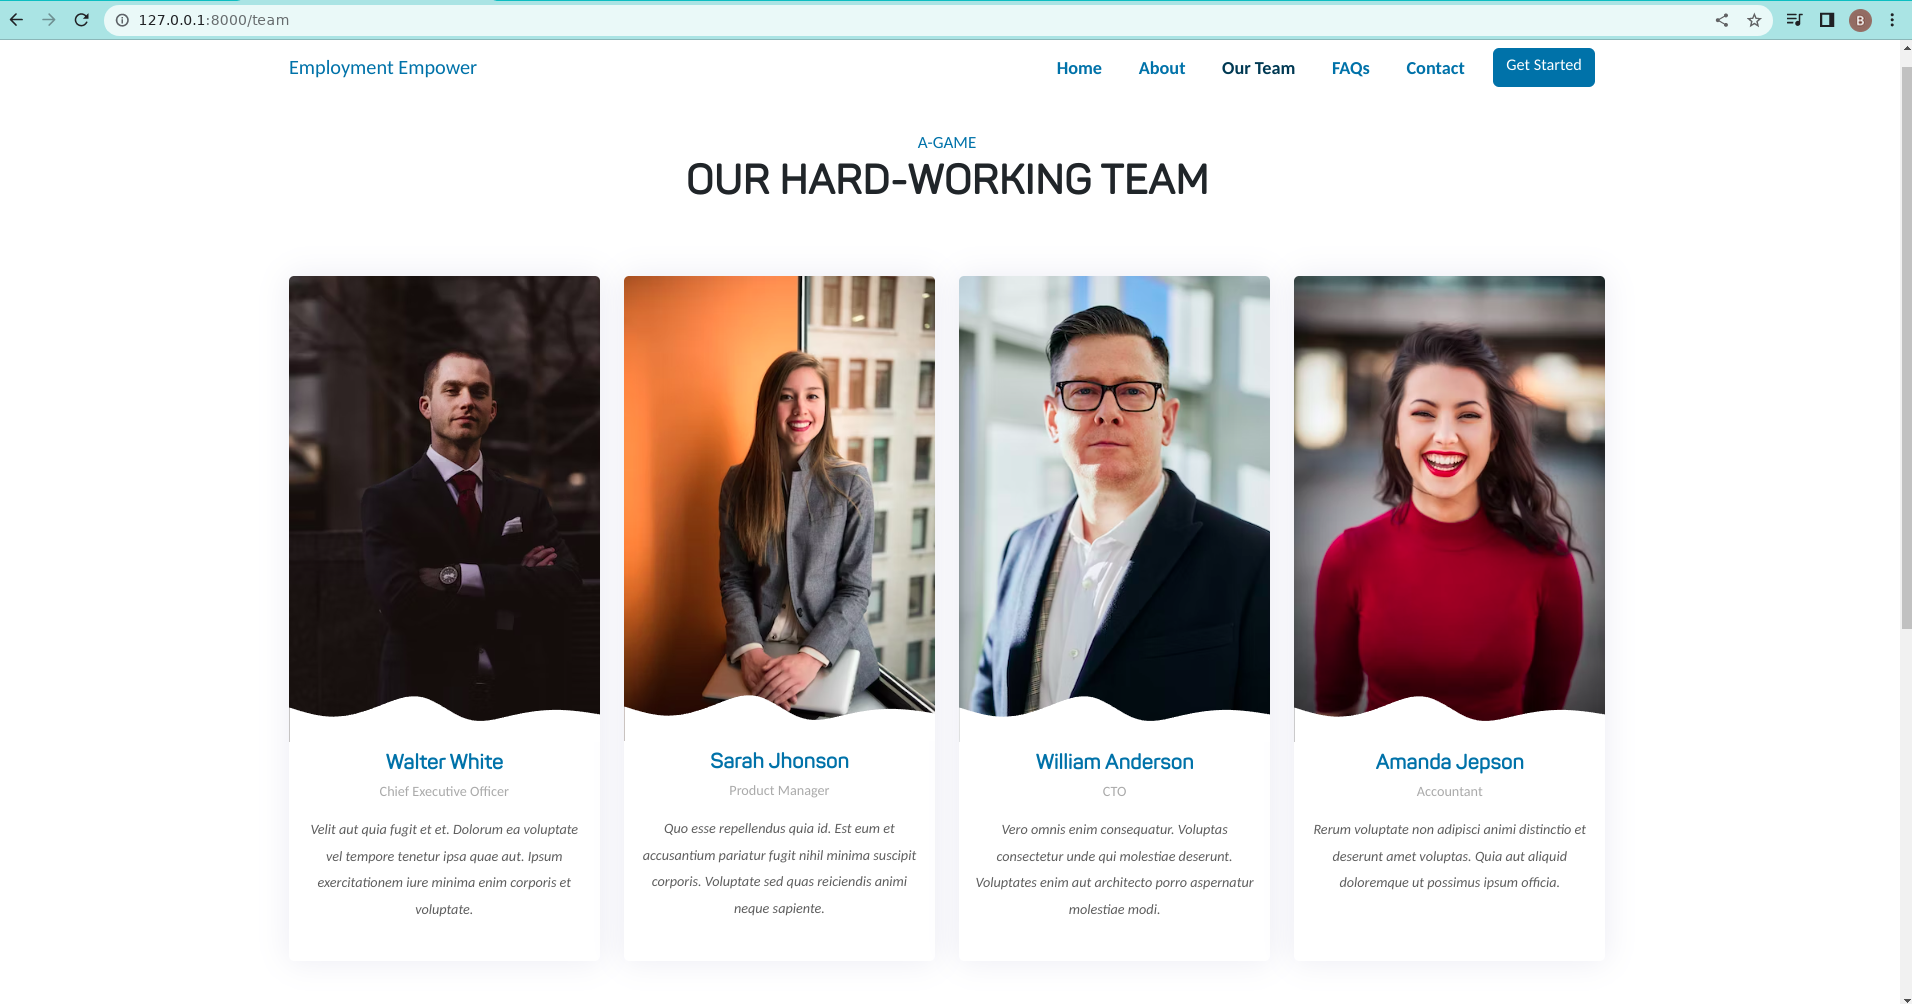 127.0.0.1:8000/team
B
Employment Empower
Home About Our Team FAQs Contact Get Started
A-GAME
OUR HARD-WORKING TEAM
Walter White
Chief Executive Officer
Velit aut quia fugit et et. Dolorum ea voluptate
vel tempore tenetur ipsa quae aut. Ipsum
exercitationem iure minima enim corporis et
voluptate.
Sarah Jhonson
Product Manager
Quo esse repellendus quia id. Est eum et
accusantium pariatur fugit nihil minima suscipit
corporis. Voluptate sed quas reiciendis animi
neque sapiente.
William Anderson
CTO
Vero omnis enim consequatur. Voluptas
consectetur unde qui molestiae deserunt.
Voluptates enim aut architecto porro aspernatur
molestiae modi.
Amanda Jepson
Accountant
Rerum voluptate non adipisci animi distinctio et
deserunt amet voluptas. Quia aut aliquid
doloremque ut possimus ipsum officia.